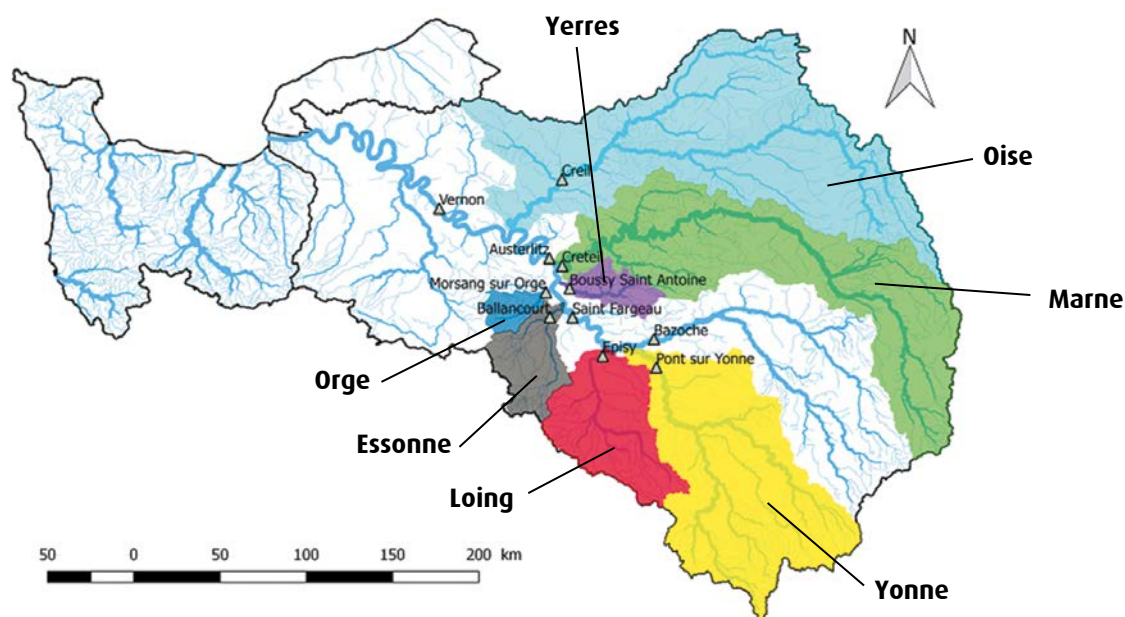 Yerres
N
Oise
Creil
Vernon
Austerlitz
Creteil
Morsang sur Orge
Boussy Saint Antoine
Marne
Ballancourt
Saint Fargeau
Bazoche
Episy
Pont sur Yonne
Orge
Essonne
Loing
50 0 50 100 150 200 km
Yonne